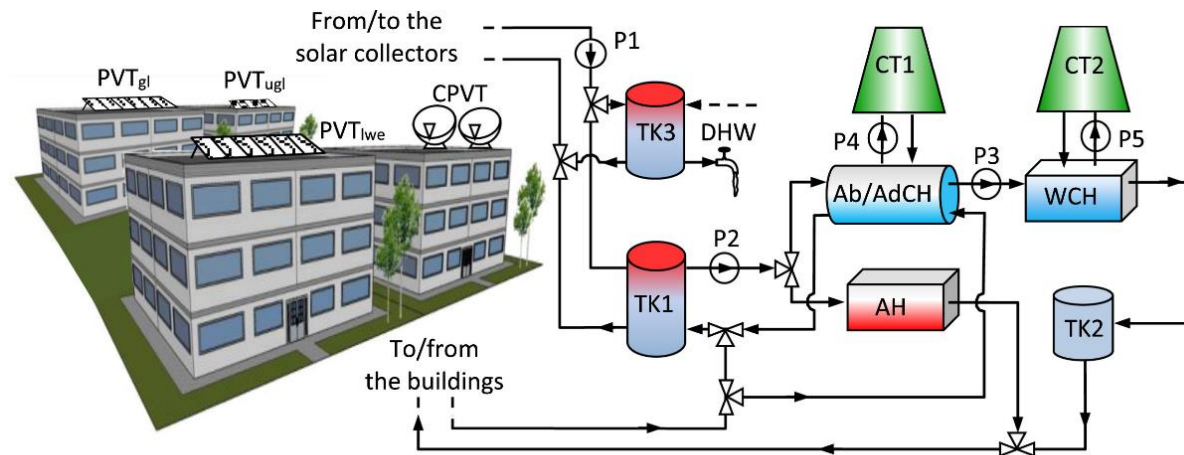 From/to the
solar collectors
P1
PVTgl
PVTugl
CPVT
PVTlwe
TK3
DHW
CT1
CT2
P4
P3
P5
Ab/AdCH
WCH
P2
TK1
AH
TK2
To/from
the buildings